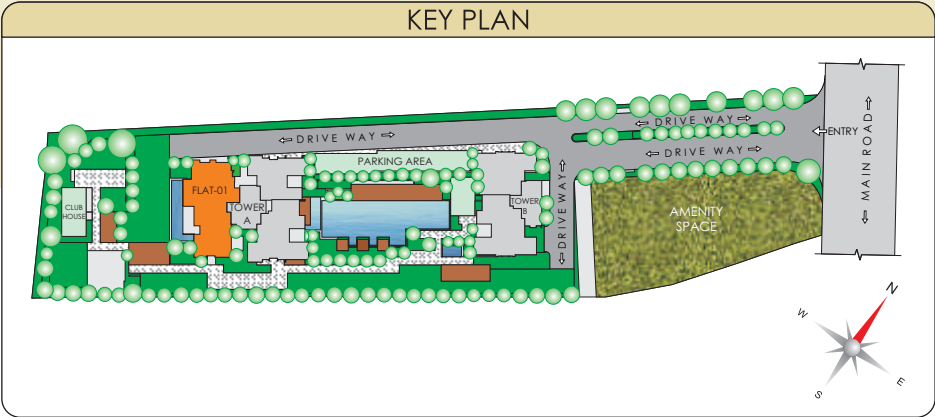 KEY PLAN
DRIVE WAY
ENTRY
MAIN ROAD
DRIVE WAY
DRIVE WAY
PARKING AREA
FLAT-01
CLUB
HOUSE
TOWER
A
TOWER
B
DRIVE WAY
AMENITY
SPACE
N
W
E
S